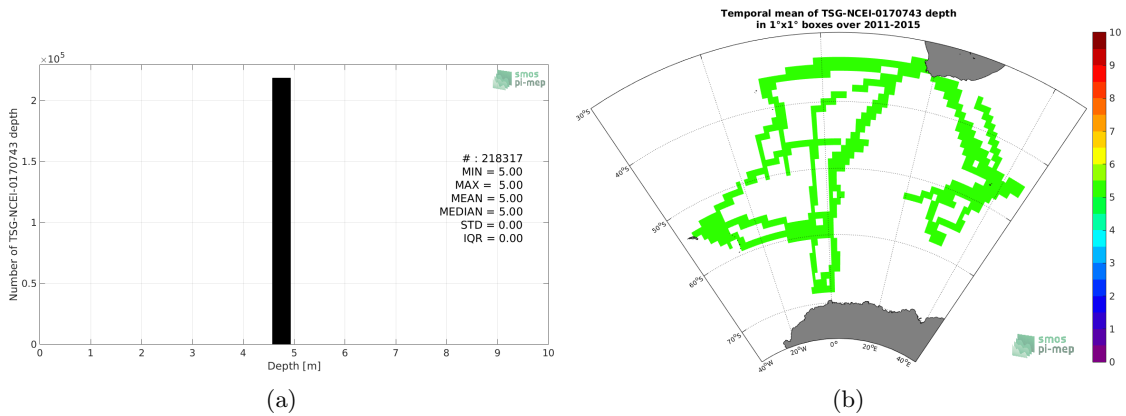 ×10⁵
2
1.5
1
0.5
0
Number of TSG-NCEI-0170743 depth
0 1 2 3 4 5 6 7 8 9 10
Depth [m]
smos
pi-mep
# : 218317
MIN = 5.00
MAX = 5.00
MEAN = 5.00
MEDIAN = 5.00
STD = 0.00
IQR = 0.00
(a)
Temporal mean of TSG-NCEI-0170743 depth
in 1°x1° boxes over 2011-2015
30°S
40°S
50°S
60°S
70°S
40°W
20°W
0°
20°E
40°E
10
9
8
7
6
5
4
3
2
1
0
smos
pi-mep
(b)